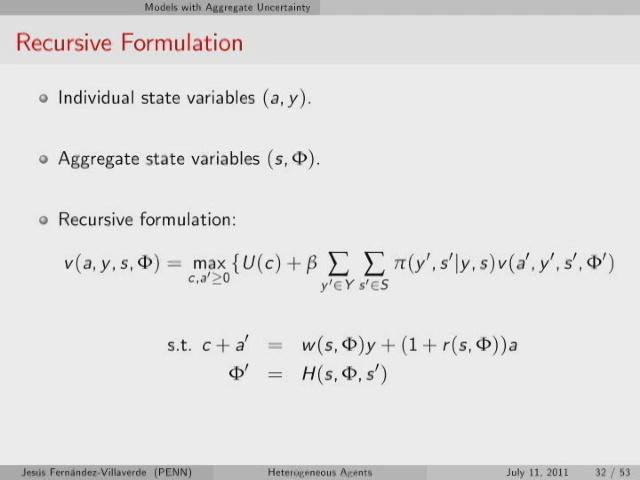 Models with Aggregate Uncertainty
Recursive Formulation
Individual state variables (a, y).
Aggregate state variables (s, Φ).
Recursive formulation:
v(a, y, s, Φ) = max {U(c) + β ∑ ∑ π(y′, s′|y, s)v(a′, y′, s′, Φ′)
c,a′≥0 y′∈Y s′∈S
s.t. c + a′ = w(s, Φ)y + (1 + r(s, Φ))a
Φ′ = H(s, Φ, s′)
Jesús Fernández-Villaverde (PENN) Heterogeneous Agents July 11, 2011 32 / 53